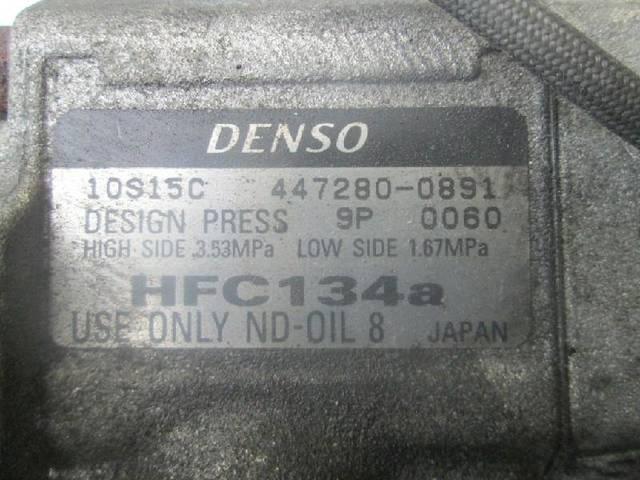 DENSO
10S15C 447280-0891
DESIGN PRESS 9P 0060
HIGH SIDE 3.53MPa LOW SIDE 1.67MPa
HFC134a
USE ONLY ND-OIL 8 JAPAN